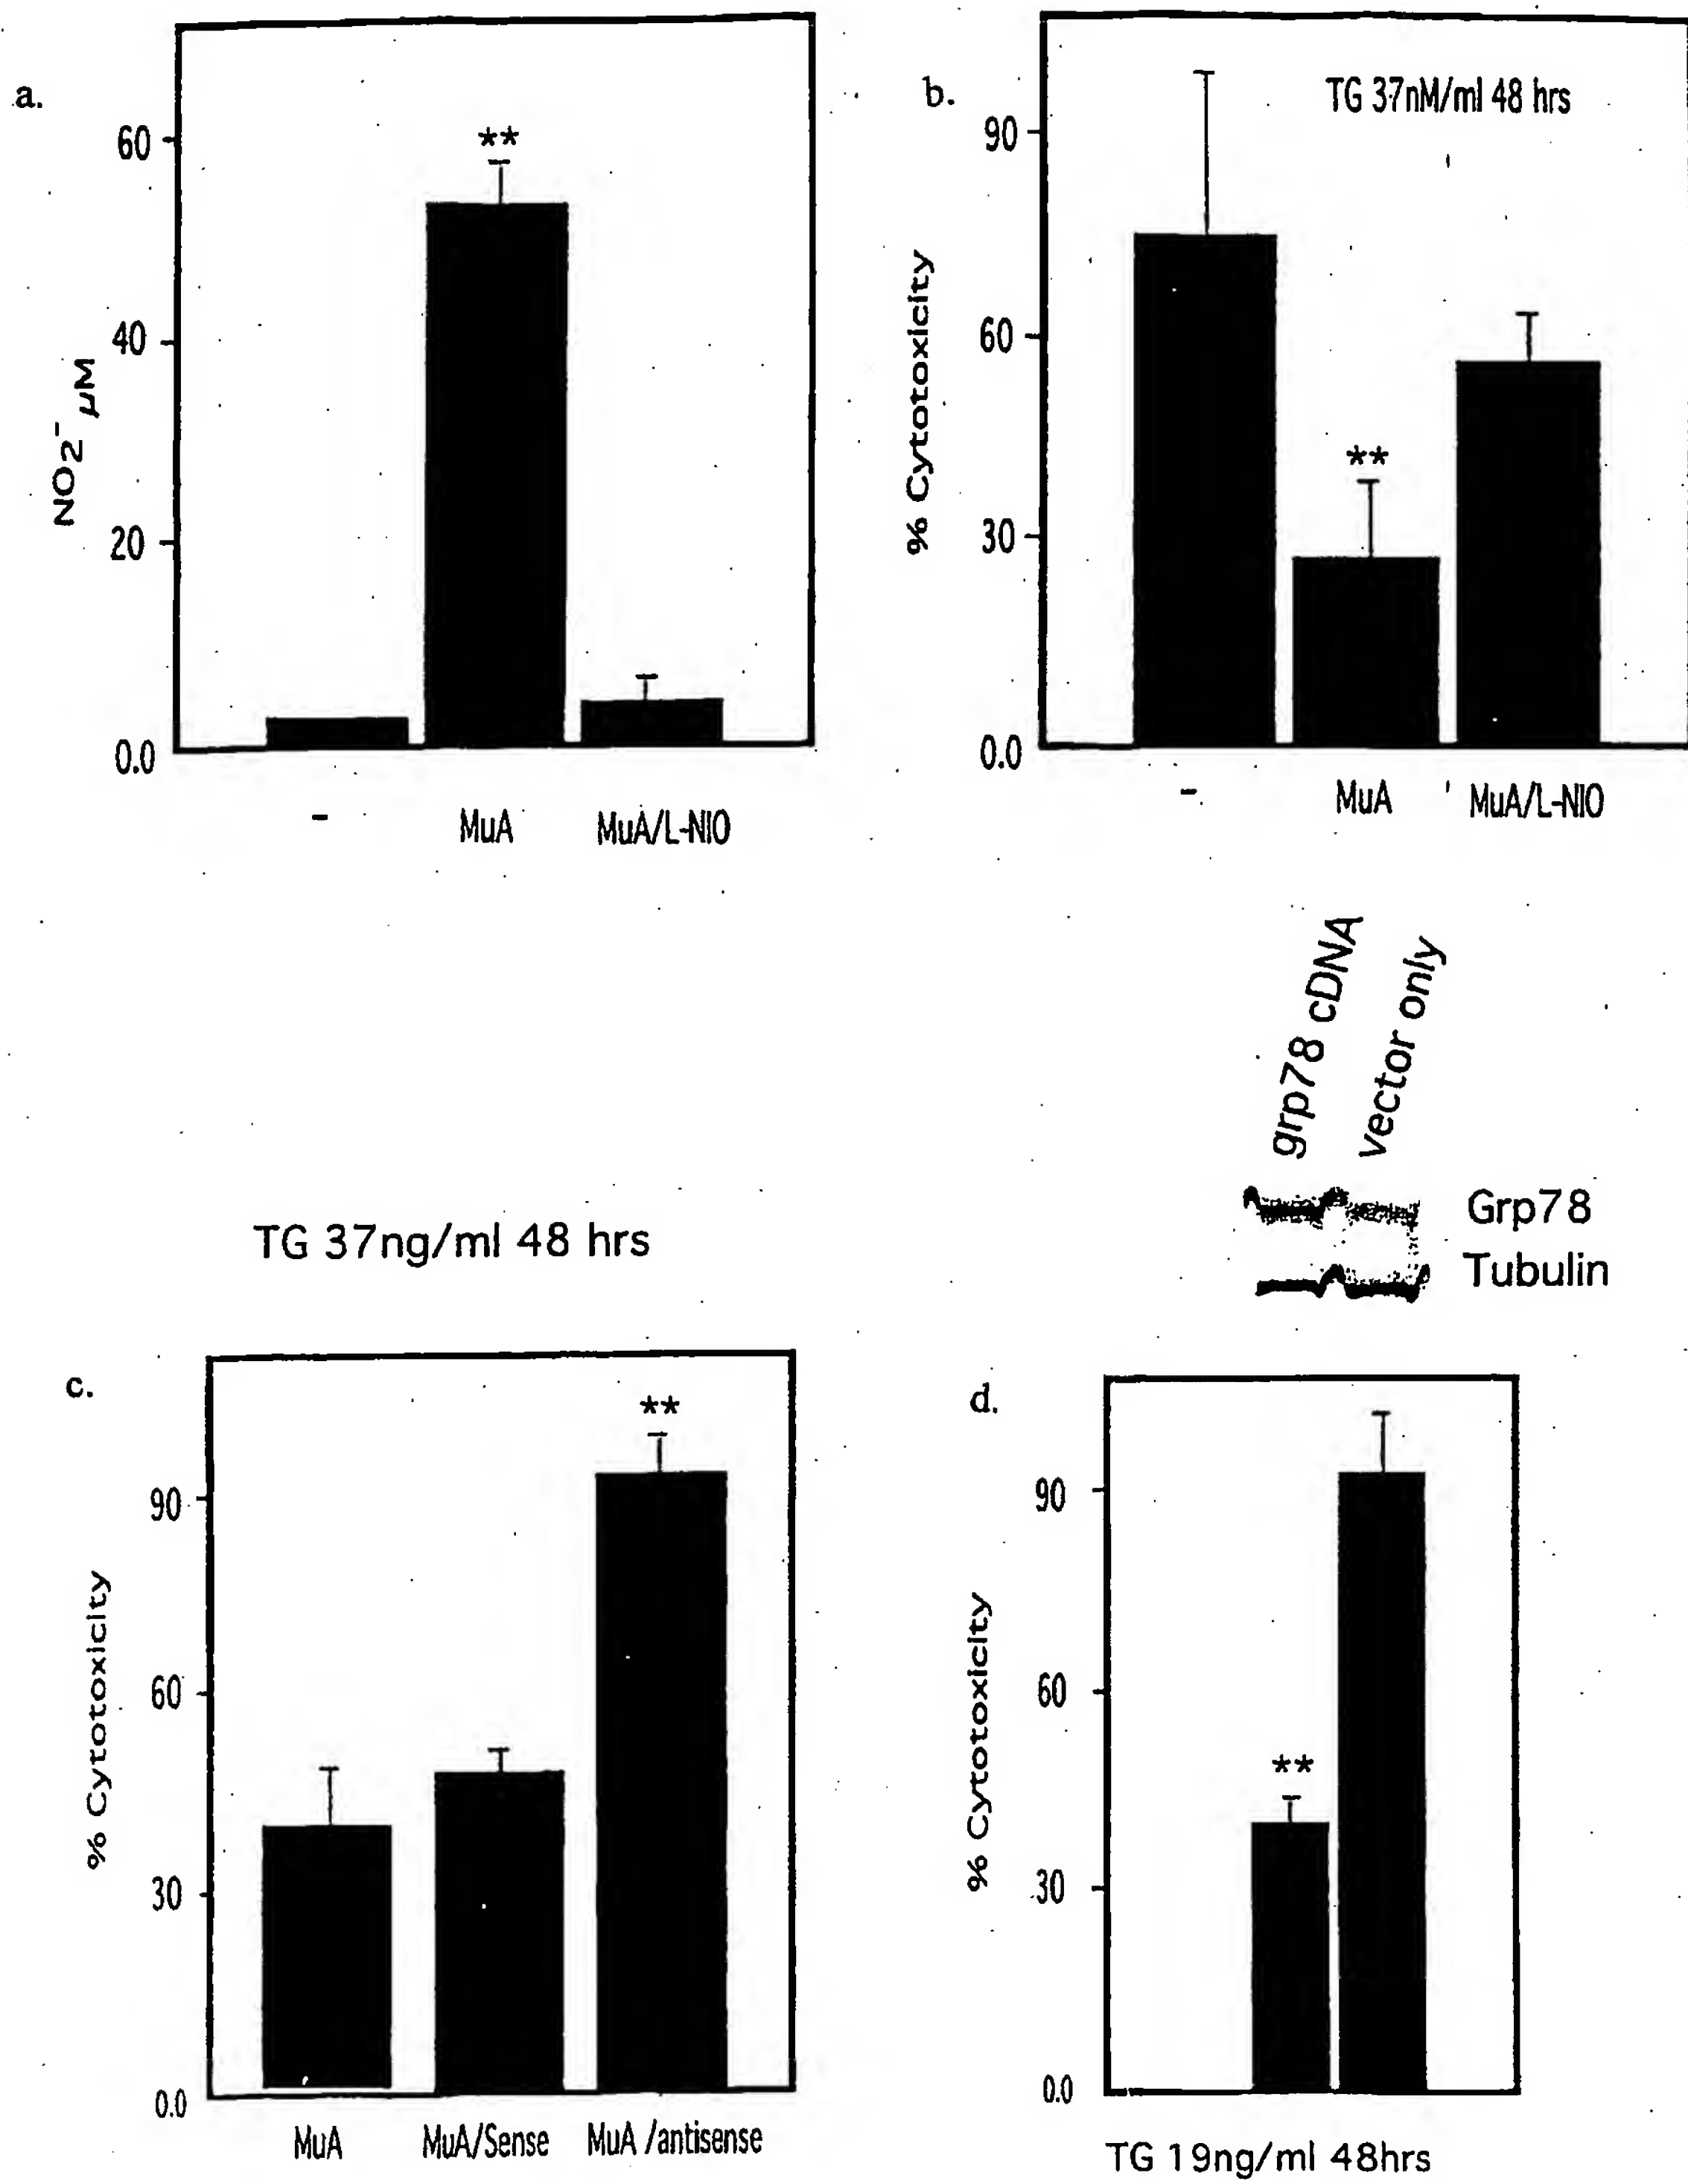 a.
60
40
20
0.0
NO2⁻ µM
**
-
MuA
MuA/L-NIO
b.
TG 37nM/ml 48 hrs
90
60
30
0.0
% Cytotoxicity
**
-
MuA
MuA/L-NIO
TG 37ng/ml 48 hrs
c.
90
60
30
0.0
% Cytotoxicity
**
MuA
MuA/Sense
MuA /antisense
grp78 cDNA
vector only
Grp78
Tubulin
d.
90
60
30
0.0
% Cytotoxicity
**
TG 19ng/ml 48hrs